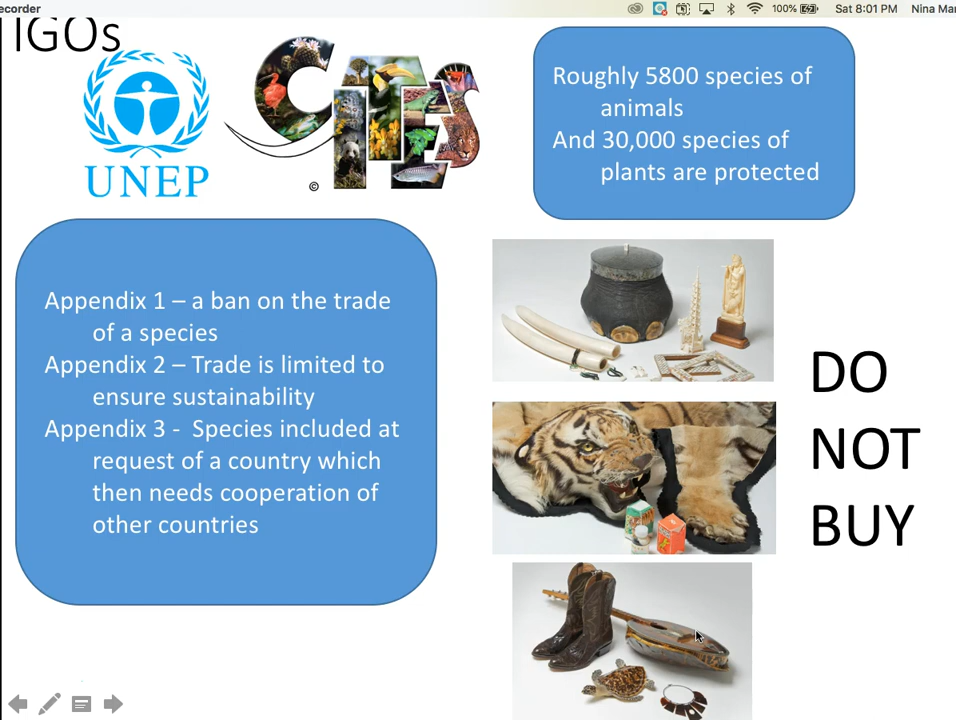 ecorder
100%
Sat 8:01 PM
Nina Mar
IGOs
UNEP
CITES
©
Roughly 5800 species of
animals
And 30,000 species of
plants are protected
Appendix 1 – a ban on the trade
of a species
Appendix 2 – Trade is limited to
ensure sustainability
Appendix 3 - Species included at
request of a country which
then needs cooperation of
other countries
DO
NOT
BUY